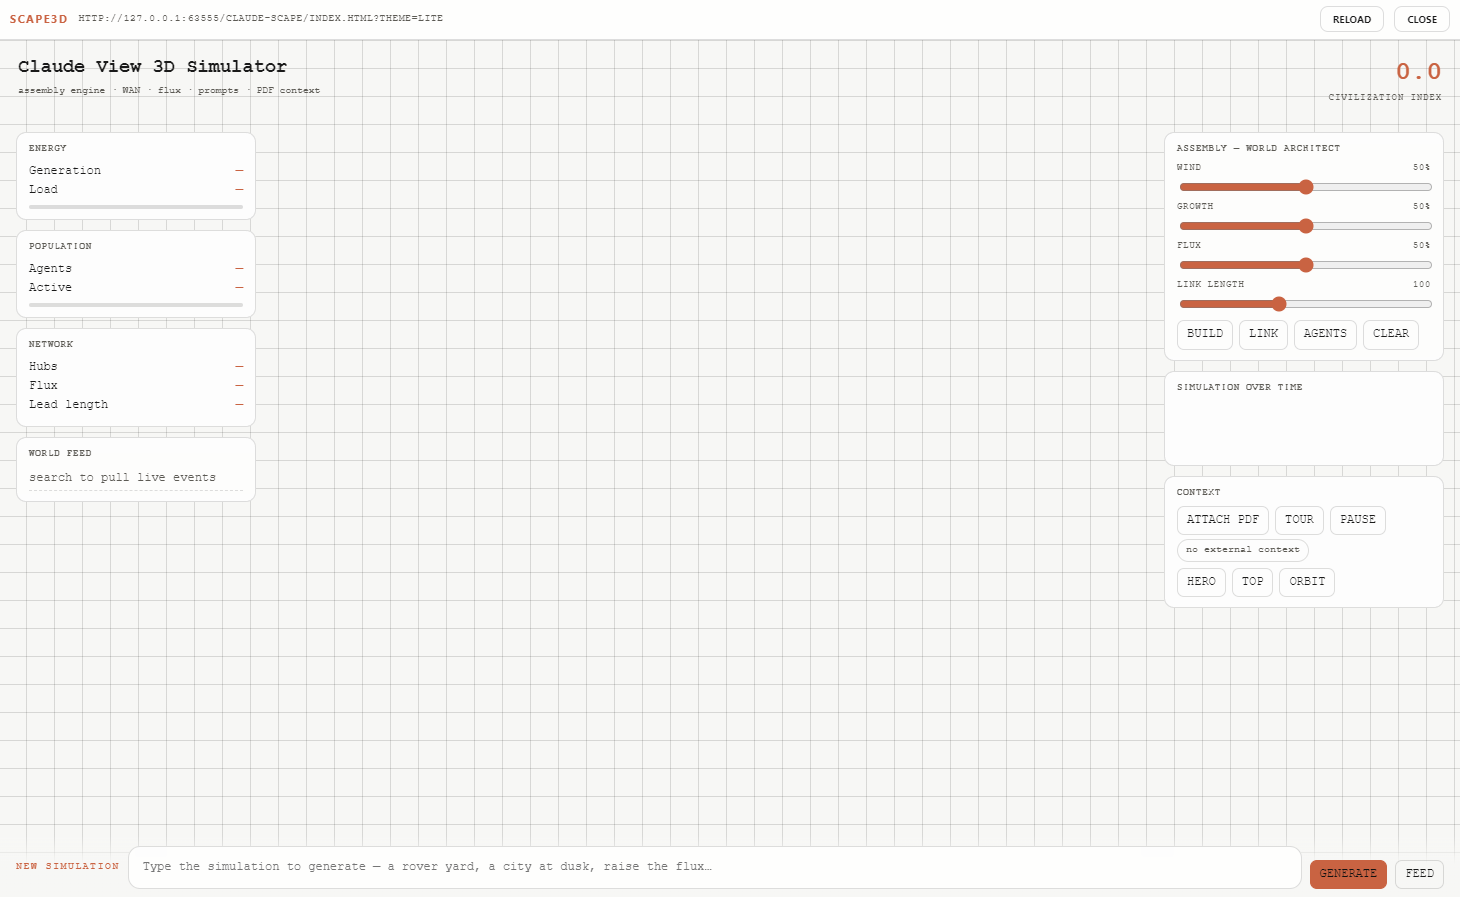 SCAPE3D HTTP://127.0.0.1:63555/CLAUDE-SCAPE/INDEX.HTML?THEME=LITE RELOAD CLOSE
Claude View 3D Simulator
assembly engine · WAN · flux · prompts · PDF context
0.0
CIVILIZATION INDEX
ENERGY
Generation —
Load —
POPULATION
Agents —
Active —
NETWORK
Hubs —
Flux —
Lead length —
WORLD FEED
search to pull live events
ASSEMBLY — WORLD ARCHITECT
WIND 50%
GROWTH 50%
FLUX 50%
LINK LENGTH 100
BUILD LINK AGENTS CLEAR
SIMULATION OVER TIME
CONTEXT
ATTACH PDF TOUR PAUSE
no external context
HERO TOP ORBIT
NEW SIMULATION Type the simulation to generate — a rover yard, a city at dusk, raise the flux… GENERATE FEED